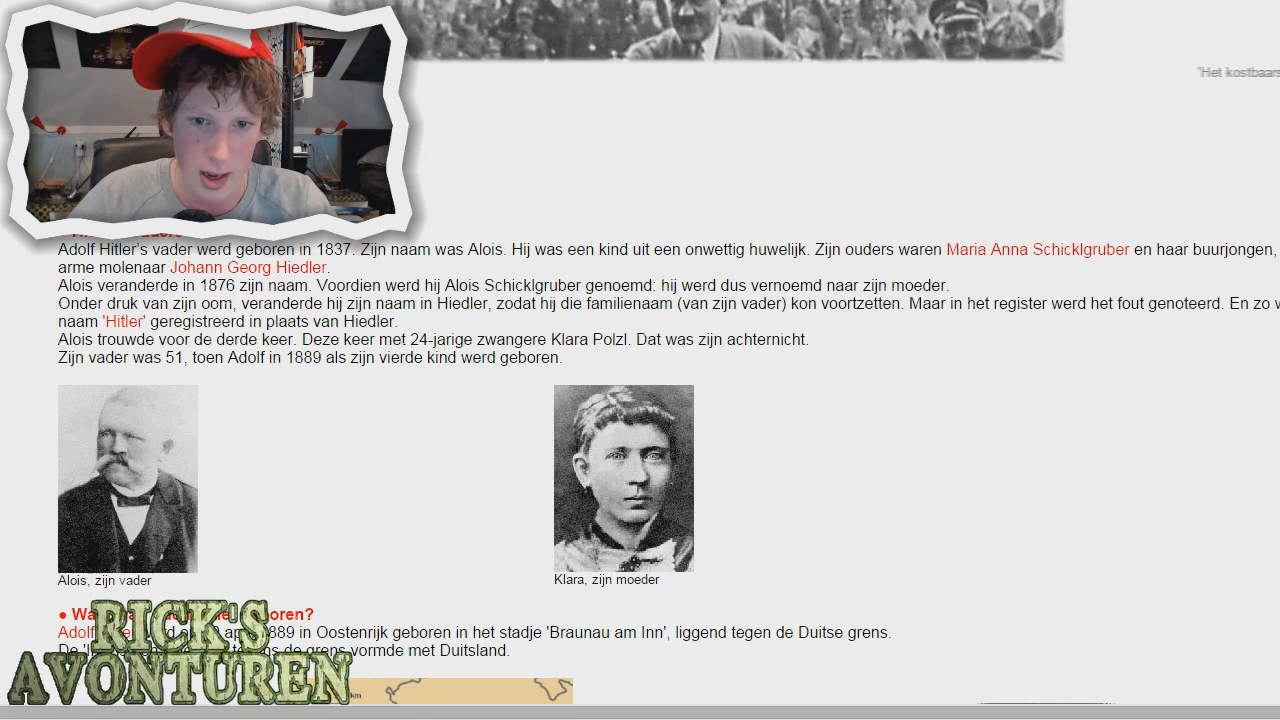 "Het kostbaars
Adolf Hitler's vader werd geboren in 1837. Zijn naam was Alois. Hij was een kind uit een onwettig huwelijk. Zijn ouders waren Maria Anna Schicklgruber en haar buurjongen,
arme molenaar Johann Georg Hiedler.
Alois veranderde in 1876 zijn naam. Voordien werd hij Alois Schicklgruber genoemd: hij werd dus vernoemd naar zijn moeder.
Onder druk van zijn oom, veranderde hij zijn naam in Hiedler, zodat hij die familienaam (van zijn vader) kon voortzetten. Maar in het register werd het fout genoteerd. En zo
naam 'Hitler' geregistreerd in plaats van Hiedler.
Alois trouwde voor de derde keer. Deze keer met 24-jarige zwangere Klara Polzl. Dat was zijn achternicht.
Zijn vader was 51, toen Adolf in 1889 als zijn vierde kind werd geboren.
Alois, zijn vader
Klara, zijn moeder
● Wa oren?
Adolf 889 in Oostenrijk geboren in het stadje 'Braunau am Inn', liggend tegen de Duitse grens.
De de grens vormde met Duitsland.
RICK'S
AVONTUREN
km